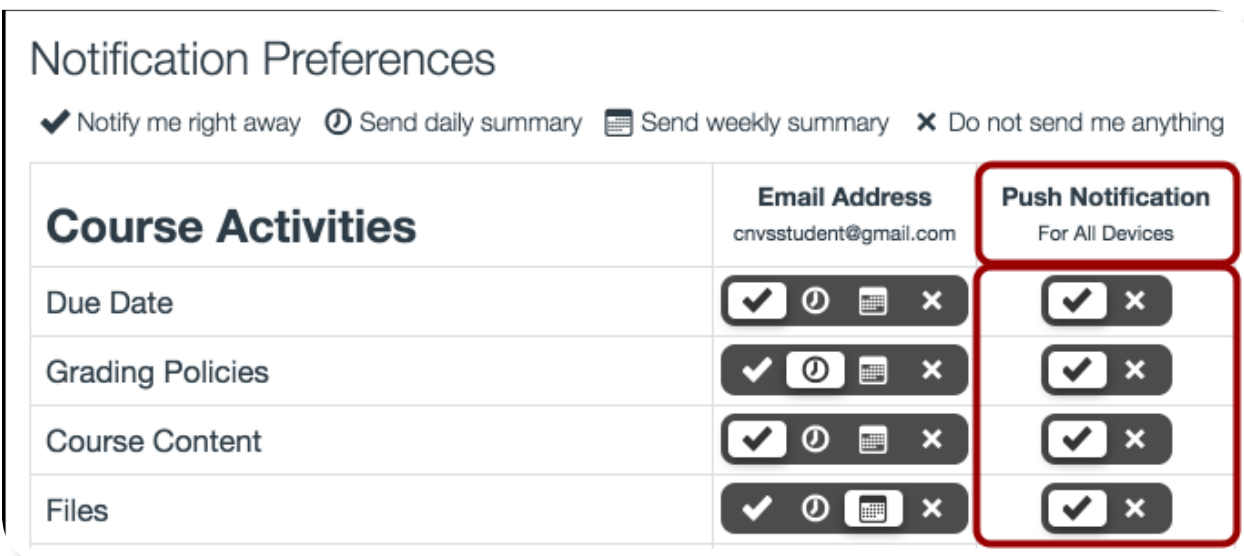 Notification Preferences
Notify me right away Send daily summary Send weekly summary Do not send me anything
Course Activities Email Address cnvsstudent@gmail.com Push Notification For All Devices
Due Date
Grading Policies
Course Content
Files